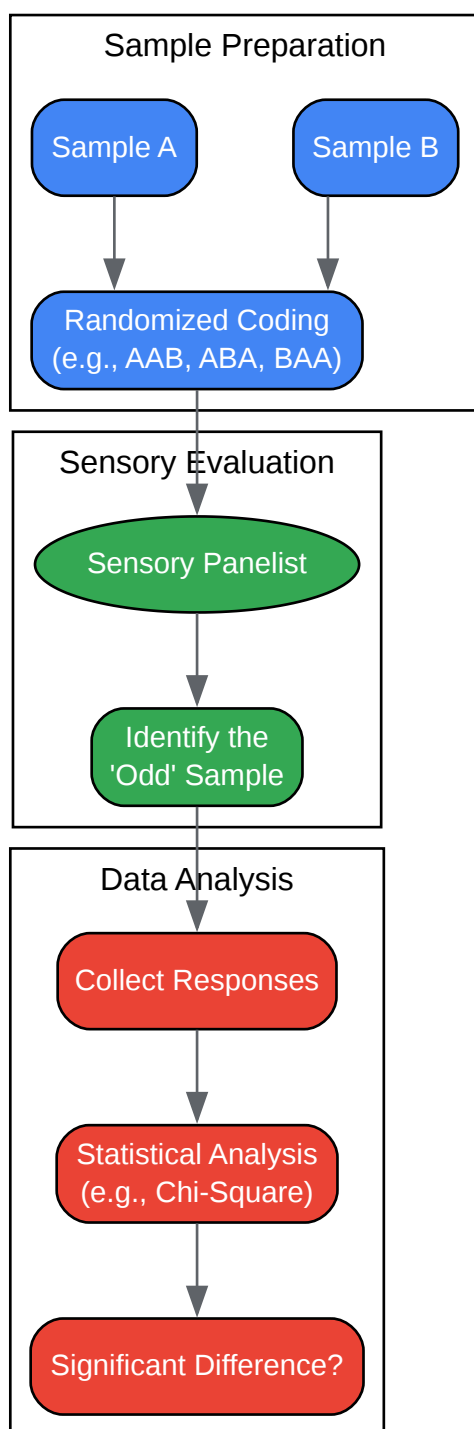 Sample Preparation
Sample A
Sample B
Randomized Coding
(e.g., AAB, ABA, BAA)
Sensory Evaluation
Sensory Panelist
Identify the
'Odd' Sample
Data Analysis
Collect Responses
Statistical Analysis
(e.g., Chi-Square)
Significant Difference?